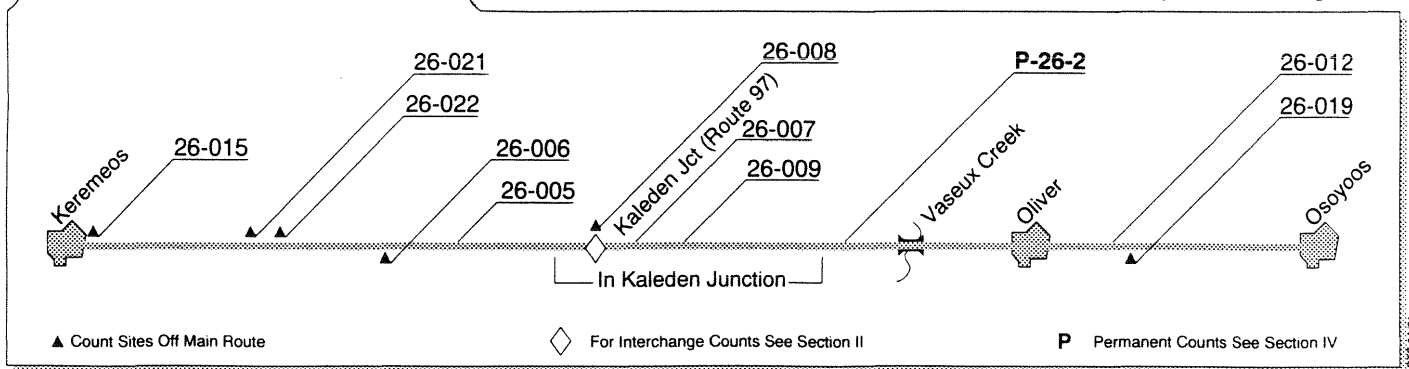 26-021
26-008
P-26-2
26-012
26-022
26-019
26-015
26-006
26-007
26-005
26-009
Keremeos
Kaleden Jct (Route 97)
Vaseux Creek
Oliver
Osoyoos
In Kaleden Junction
▲ Count Sites Off Main Route
◇ For Interchange Counts See Section II
P Permanent Counts See Section IV